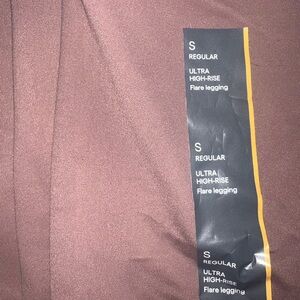 S
REGULAR
ULTRA
HIGH-RISE
Flare legging
S
REGULAR
ULTRA
HIGH-RISE
Flare legging
S
REGULAR
ULTRA
HIGH-RISE
Flare legging